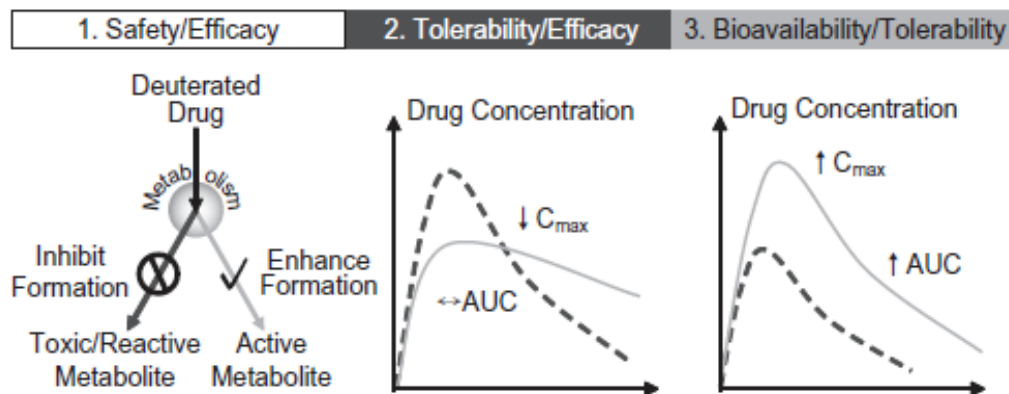 1. Safety/Efficacy
2. Tolerability/Efficacy
3. Bioavailability/Tolerability
Deuterated
Drug
Metabolism
Inhibit
Formation
Enhance
Formation
Toxic/Reactive
Metabolite
Active
Metabolite
Drug Concentration
↓ Cmax
↔AUC
Drug Concentration
↑ Cmax
↑ AUC